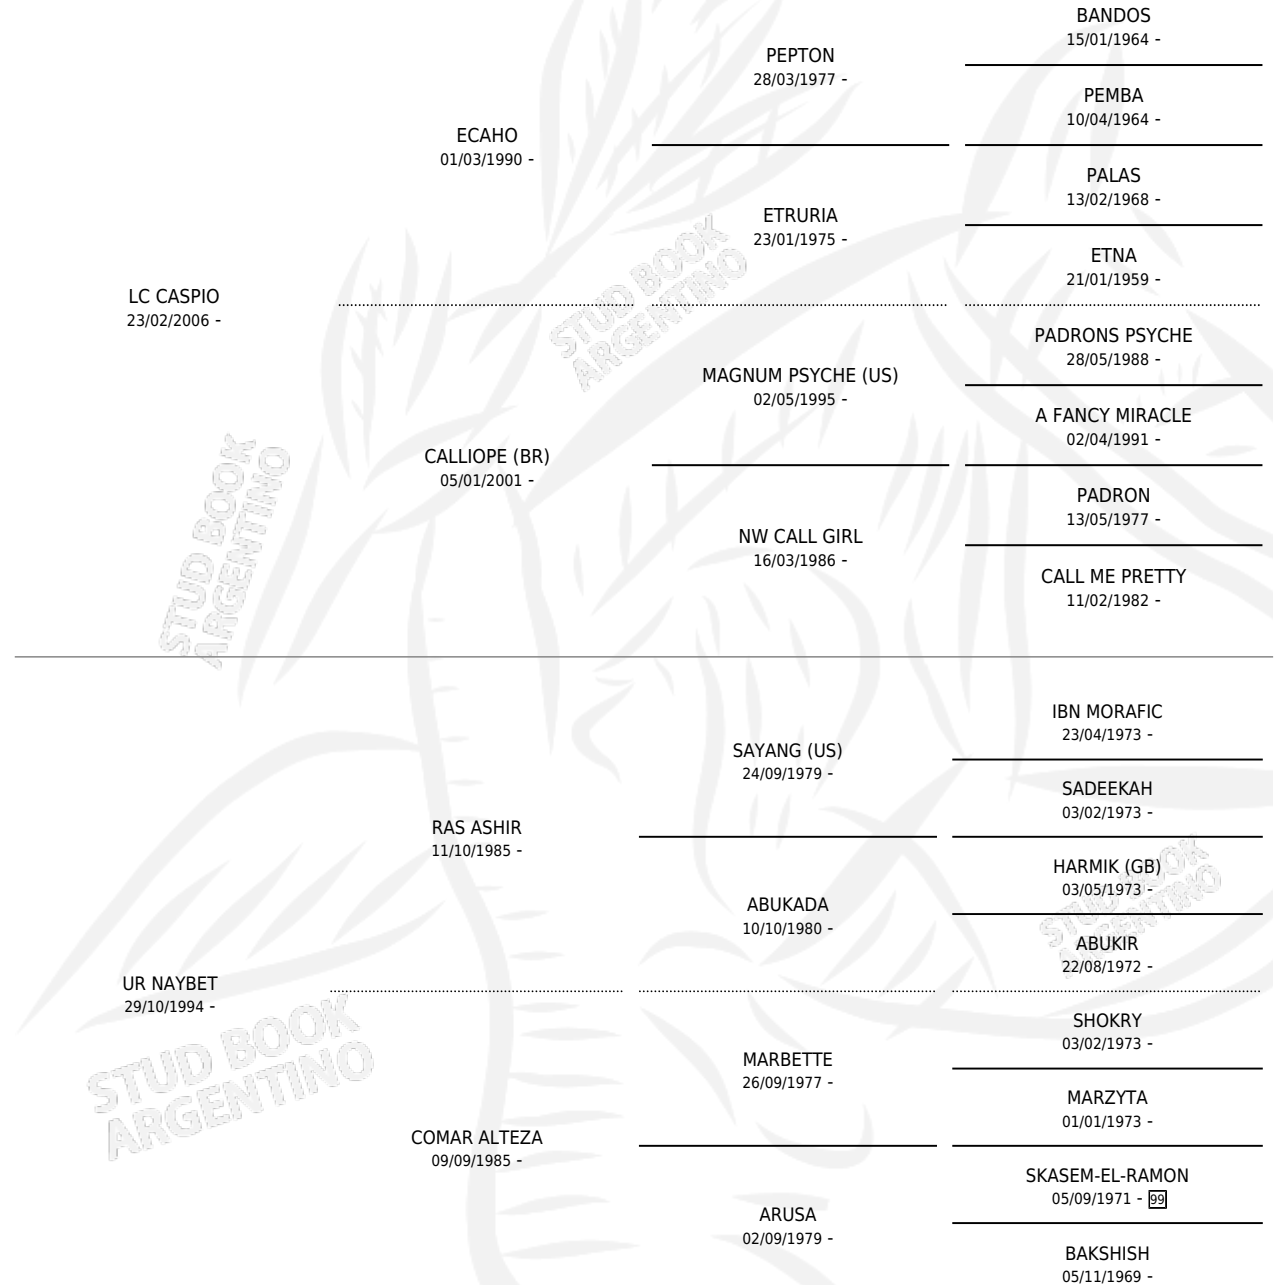 BANDOS
15/01/1964 -
PEPTON
28/03/1977 -
PEMBA
10/04/1964 -
ECAHO
01/03/1990 -
PALAS
13/02/1968 -
ETRURIA
23/01/1975 -
ETNA
21/01/1959 -
LC CASPIO
23/02/2006 -
PADRONS PSYCHE
28/05/1988 -
MAGNUM PSYCHE (US)
02/05/1995 -
A FANCY MIRACLE
02/04/1991 -
CALLIOPE (BR)
05/01/2001 -
PADRON
13/05/1977 -
NW CALL GIRL
16/03/1986 -
CALL ME PRETTY
11/02/1982 -
STUD BOOK
ARGENTINO
STUD BOOK
ARGENTINO
IBN MORAFIC
23/04/1973 -
SAYANG (US)
24/09/1979 -
SADEEKAH
03/02/1973 -
RAS ASHIR
11/10/1985 -
HARMIK (GB)
03/05/1973 -
ABUKADA
10/10/1980 -
ABUKIR
22/08/1972 -
STUD BOOK
ARGENTINO
UR NAYBET
29/10/1994 -
SHOKRY
03/02/1973 -
MARBETTE
26/09/1977 -
MARZYTA
01/01/1973 -
COMAR ALTEZA
09/09/1985 -
SKASEM-EL-RAMON
05/09/1971 - 99
ARUSA
02/09/1979 -
BAKSHISH
05/11/1969 -
STUD BOOK
ARGENTINO